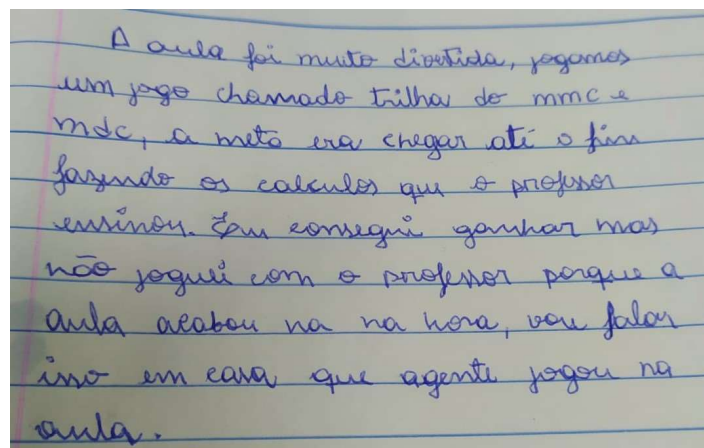 A aula foi muito divertida, jogamos
um jogo chamado trilha do mmc e
mdc, a meta era chegar até o fim
fazendo os calculos que o professor
ensinou. Eu consegui ganhar mas
não joguei com o professor porque a
aula acabou na na hora, vou falar
isso em casa que agente jogou na
aula.